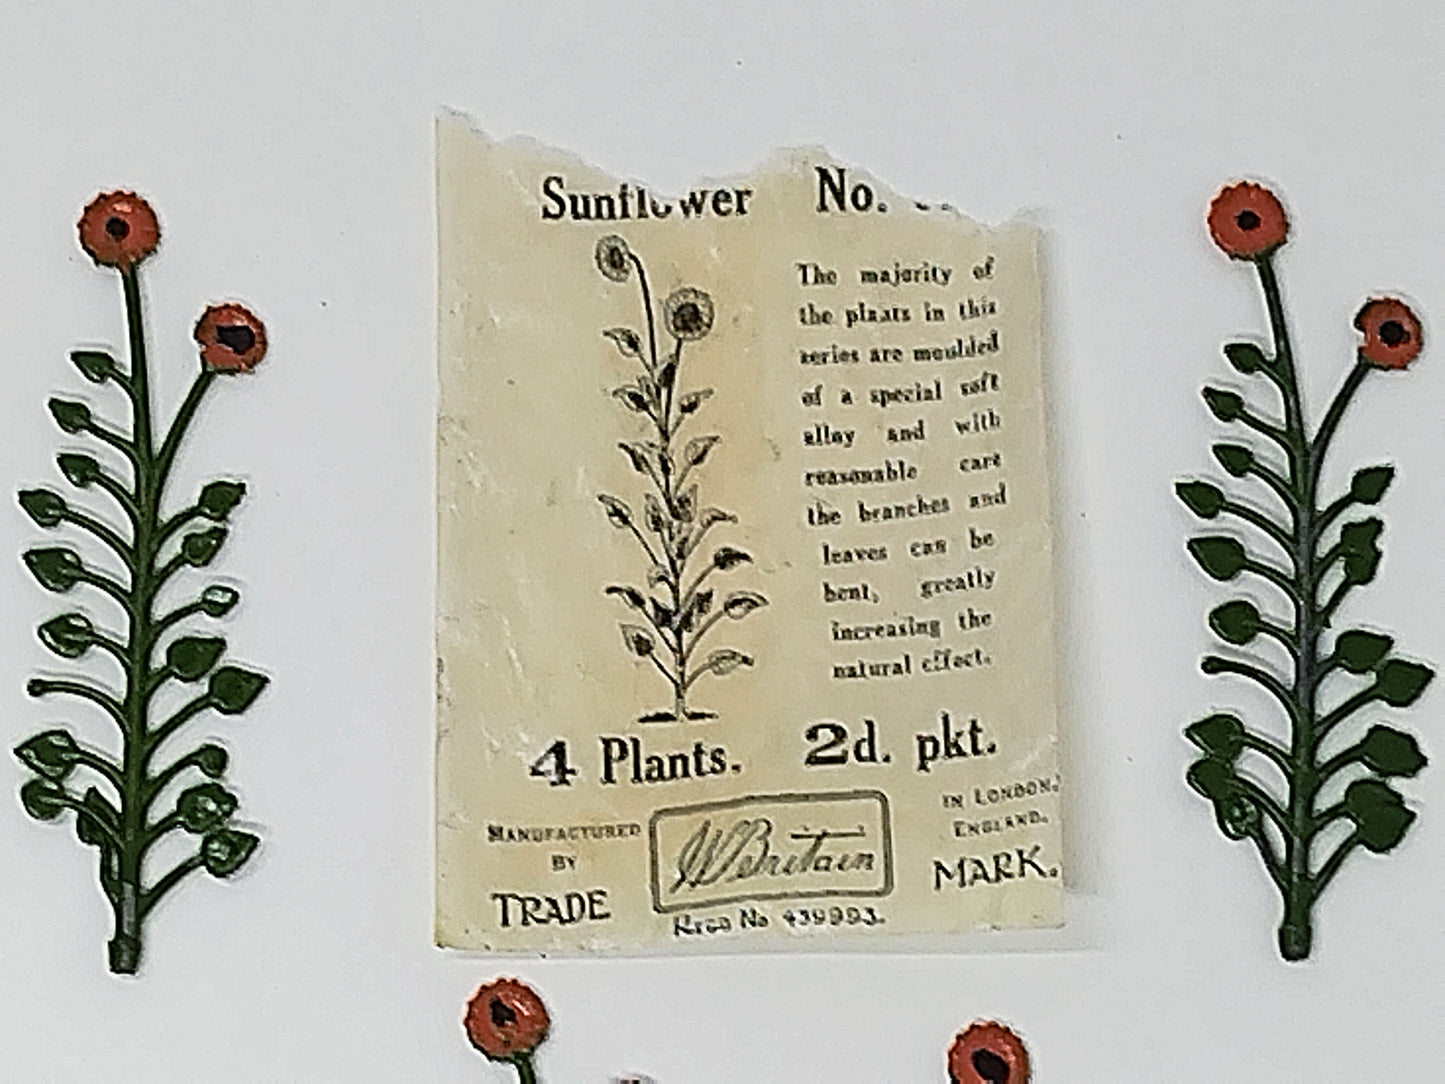 Sunflower No.
The majority of
the plants in this
series are moulded
of a special soft
alloy and with
reasonable care
the branches and
leaves can be
bent, greatly
increasing the
natural effect.
4 Plants. 2d. pkt.
MANUFACTURED
BY
TRADE
W Britain
REGD No 439993.
IN LONDON,
ENGLAND.
MARK.